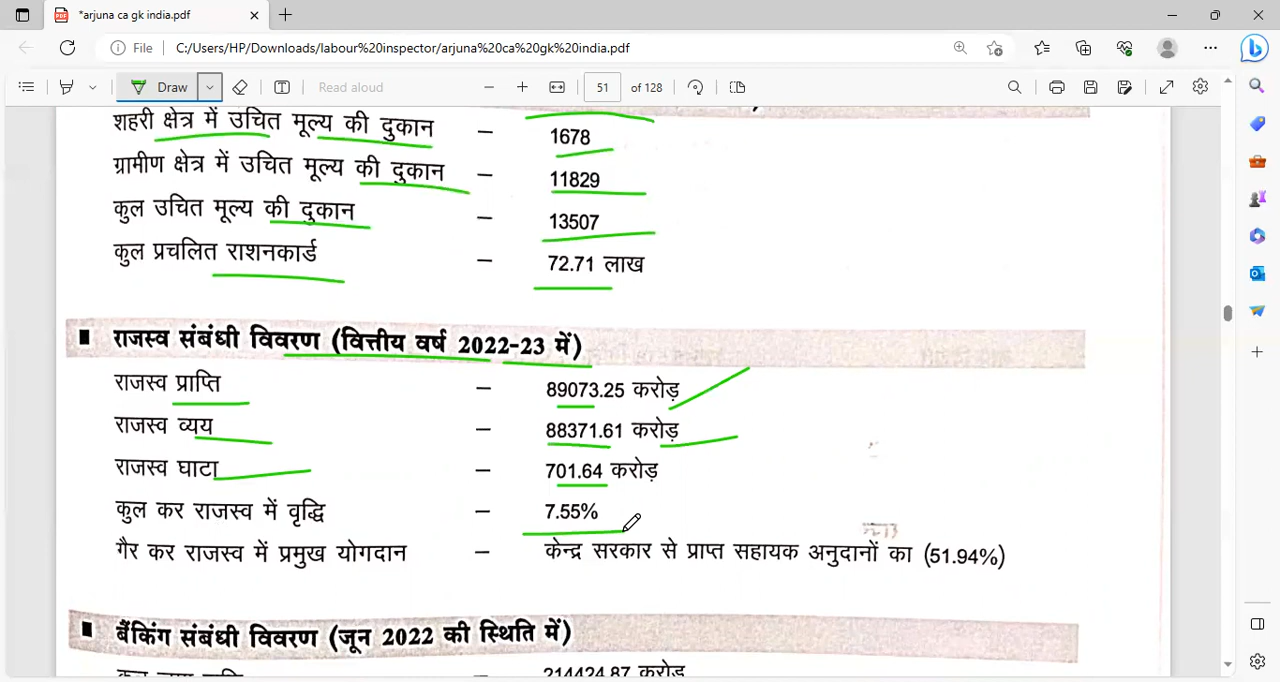 *arjuna ca gk india.pdf
File C:/Users/HP/Downloads/labour%20inspector/arjuna%20ca%20gk%20india.pdf
Draw Read aloud 51 of 128
शहरी क्षेत्र में उचित मूल्य की दुकान – 1678
ग्रामीण क्षेत्र में उचित मूल्य की दुकान – 11829
कुल उचित मूल्य की दुकान – 13507
कुल प्रचलित राशनकार्ड – 72.71 लाख
राजस्व संबंधी विवरण (वित्तीय वर्ष 2022-23 में)
राजस्व प्राप्ति – 89073.25 करोड़
राजस्व व्यय – 88371.61 करोड़
राजस्व घाटा – 701.64 करोड़
कुल कर राजस्व में वृद्धि – 7.55%
गैर कर राजस्व में प्रमुख योगदान – केन्द्र सरकार से प्राप्त सहायक अनुदानों का (51.94%)
बैंकिंग संबंधी विवरण (जून 2022 की स्थिति में)
214424.87 करोड़